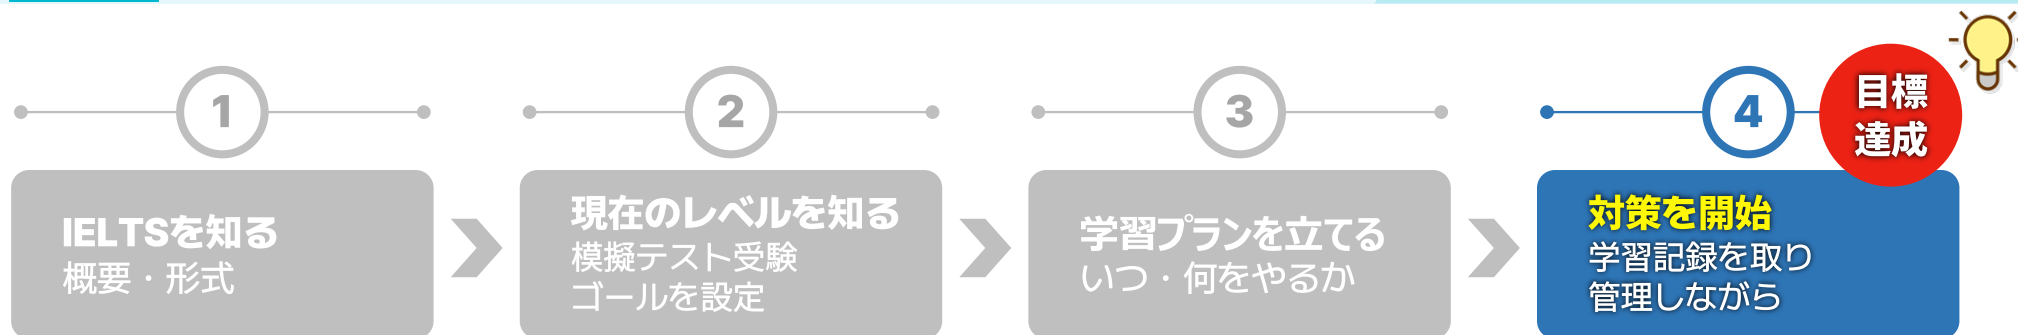 1
IELTSを知る
概要・形式
2
現在のレベルを知る
模擬テスト受験
ゴールを設定
3
学習プランを立てる
いつ・何をやるか
4
目標
達成
対策を開始
学習記録を取り
管理しながら